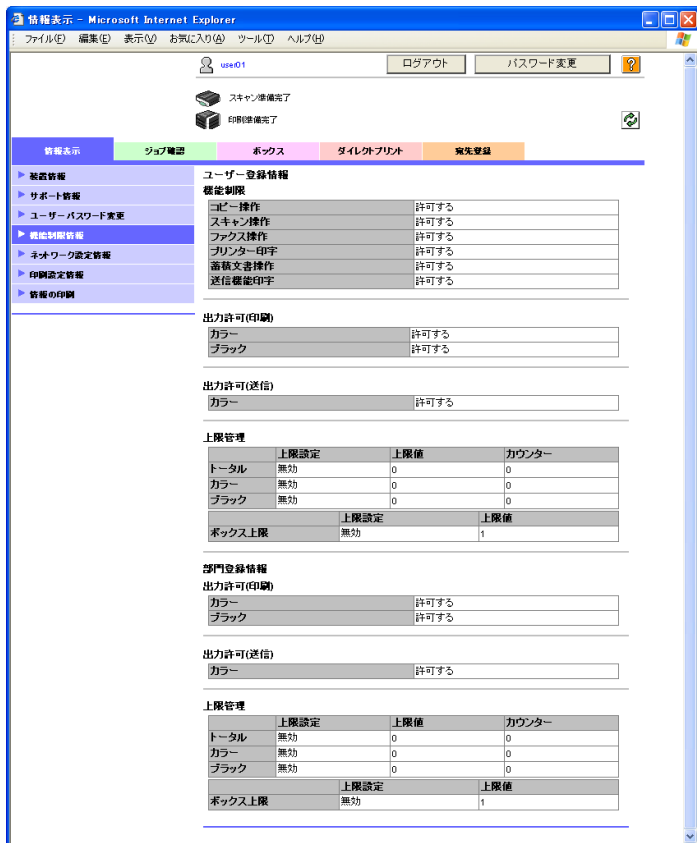 情報表示 - Microsoft Internet Explorer
ファイル(F) 編集(E) 表示(V) お気に入り(A) ツール(T) ヘルプ(H)
user01 ログアウト パスワード変更 ?
スキャン準備完了
印刷準備完了
情報表示 ジョブ確認 ボックス ダイレクトプリント 宛先登録
装置情報
サポート情報
ユーザーパスワード変更
機能制限情報
ネットワーク設定情報
印刷設定情報
情報の印刷
ユーザー登録情報
機能制限
コピー操作 許可する
スキャン操作 許可する
ファクス操作 許可する
プリンター印字 許可する
蓄積文書操作 許可する
送信機能印字 許可する
出力許可(印刷)
カラー 許可する
ブラック 許可する
出力許可(送信)
カラー 許可する
上限管理
上限設定 上限値 カウンター
トータル 無効 0 0
カラー 無効 0 0
ブラック 無効 0 0
上限設定 上限値
ボックス上限 無効 1
部門登録情報
出力許可(印刷)
カラー 許可する
ブラック 許可する
出力許可(送信)
カラー 許可する
上限管理
上限設定 上限値 カウンター
トータル 無効 0 0
カラー 無効 0 0
ブラック 無効 0 0
上限設定 上限値
ボックス上限 無効 1